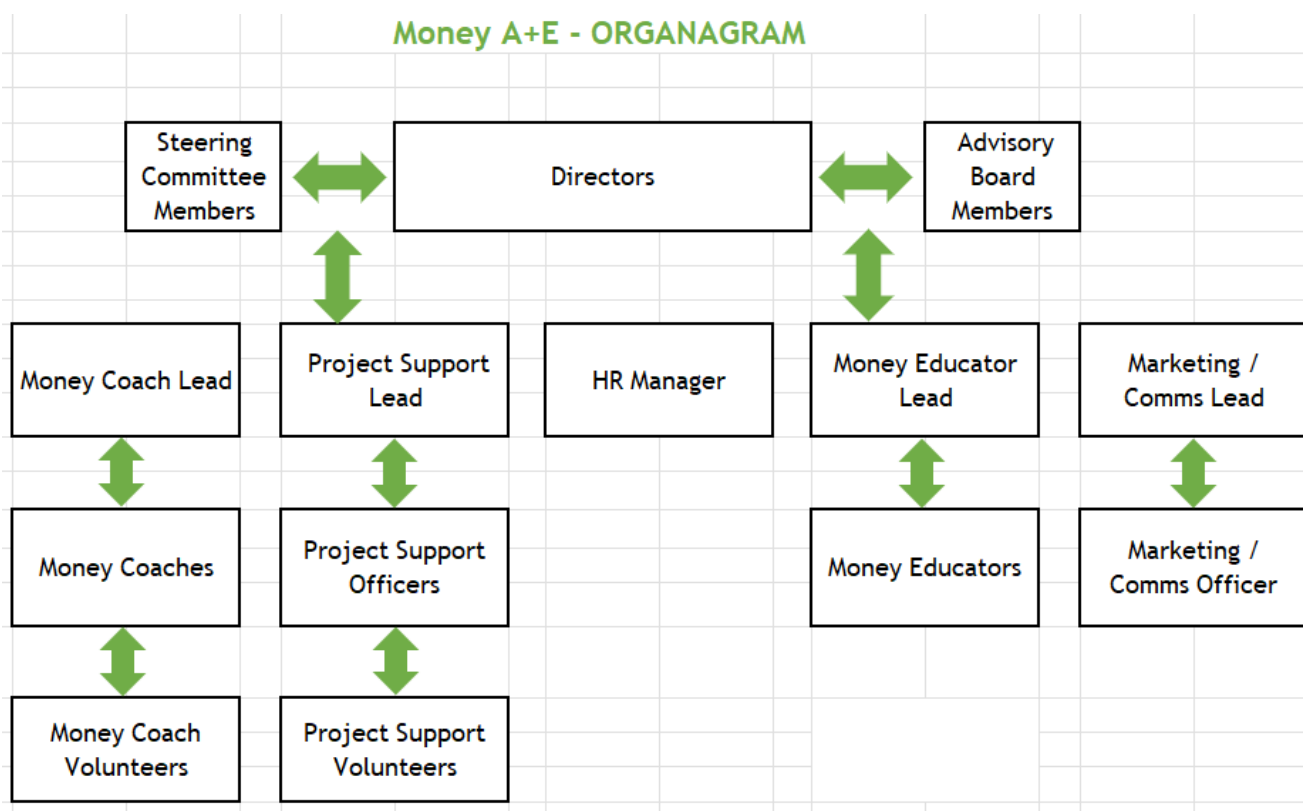 Money A+E - ORGANAGRAM
Steering
Committee
Members
Directors
Advisory
Board
Members
Money Coach Lead
Project Support
Lead
HR Manager
Money Educator
Lead
Marketing /
Comms Lead
Money Coaches
Project Support
Officers
Money Educators
Marketing /
Comms Officer
Money Coach
Volunteers
Project Support
Volunteers